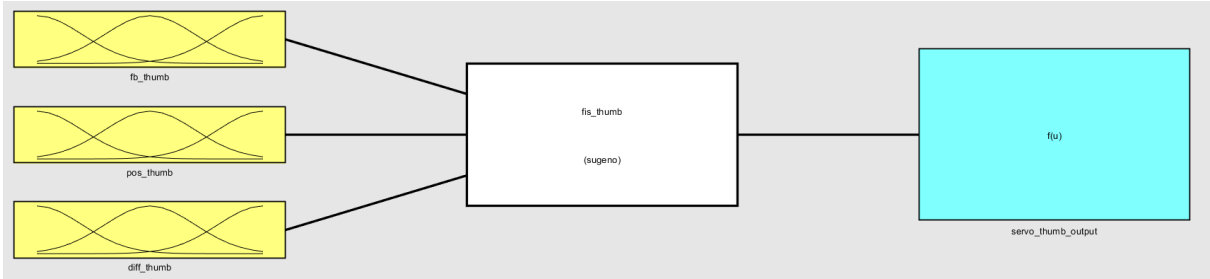 fb_thumb
pos_thumb
diff_thumb
fis_thumb
(sugeno)
f(u)
servo_thumb_output